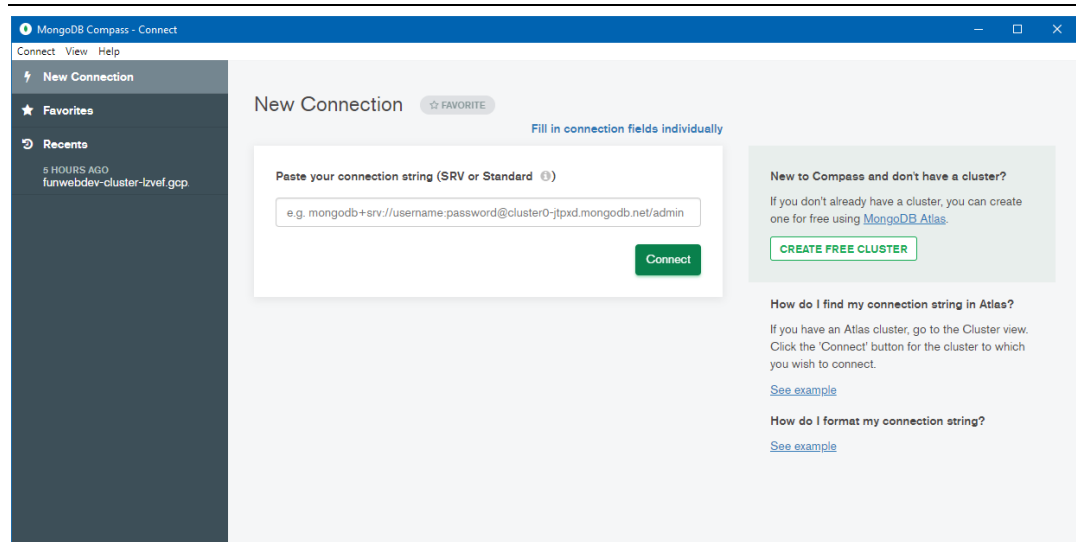 MongoDB Compass - Connect
Connect View Help
New Connection
Favorites
Recents
5 HOURS AGO
funwebdev-cluster-lzvef.gcp.
New Connection
FAVORITE
Fill in connection fields individually
Paste your connection string (SRV or Standard )
e.g. mongodb+srv://username:password@cluster0-jtpxd.mongodb.net/admin
Connect
New to Compass and don't have a cluster?
If you don't already have a cluster, you can create
one for free using MongoDB Atlas.
CREATE FREE CLUSTER
How do I find my connection string in Atlas?
If you have an Atlas cluster, go to the Cluster view.
Click the 'Connect' button for the cluster to which
you wish to connect.
See example
How do I format my connection string?
See example